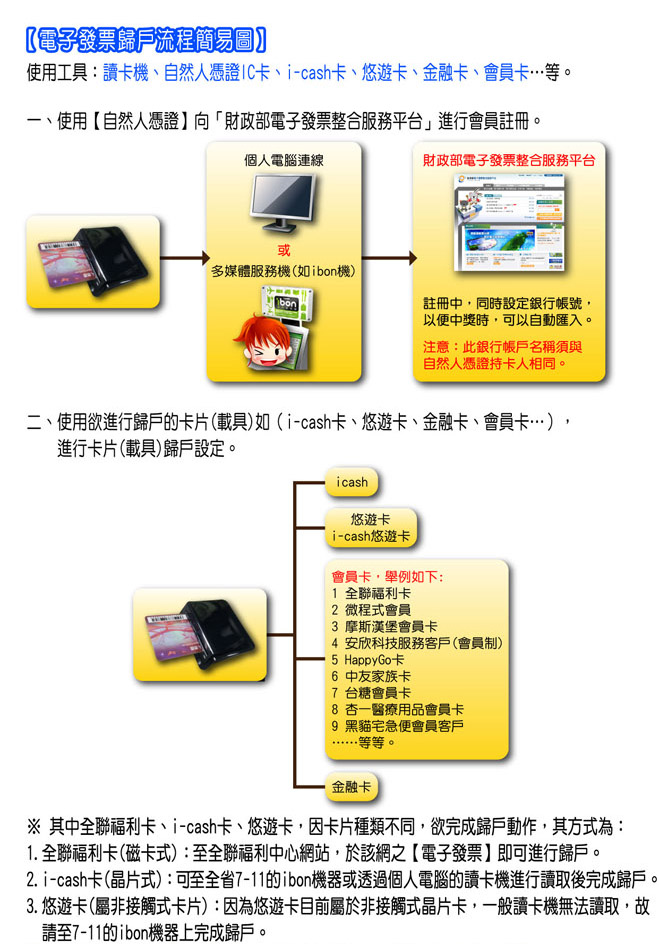 【電子發票歸戶流程簡易圖】
使用工具：讀卡機、自然人憑證IC卡、i-cash卡、悠遊卡、金融卡、會員卡…等。
一、使用【自然人憑證】向「財政部電子發票整合服務平台」進行會員註冊。
個人電腦連線
或
多媒體服務機(如ibon機)
ibon
財政部電子發票整合服務平台
註冊中，同時設定銀行帳號，
以便中獎時，可以自動匯入。
注意：此銀行帳戶名稱須與
自然人憑證持卡人相同。
二、使用欲進行歸戶的卡片(載具)如（i-cash卡、悠遊卡、金融卡、會員卡…），
進行卡片(載具)歸戶設定。
icash
悠遊卡
i-cash悠遊卡
會員卡，舉例如下:
1 全聯福利卡
2 微程式會員
3 摩斯漢堡會員卡
4 安欣科技服務客戶(會員制)
5 HappyGo卡
6 中友家族卡
7 台糖會員卡
8 杏一醫療用品會員卡
9 黑貓宅急便會員客戶
……等等。
金融卡
※ 其中全聯福利卡、i-cash卡、悠遊卡，因卡片種類不同，欲完成歸戶動作，其方式為：
1. 全聯福利卡(磁卡式)：至全聯福利中心網站，於該網之【電子發票】即可進行歸戶。
2. i-cash卡(晶片式)：可至全省7-11的ibon機器或透過個人電腦的讀卡機進行讀取後完成歸戶。
3. 悠遊卡(屬非接觸式卡片)：因為悠遊卡目前屬於非接觸式晶片卡，一般讀卡機無法讀取，故
請至7-11的ibon機器上完成歸戶。